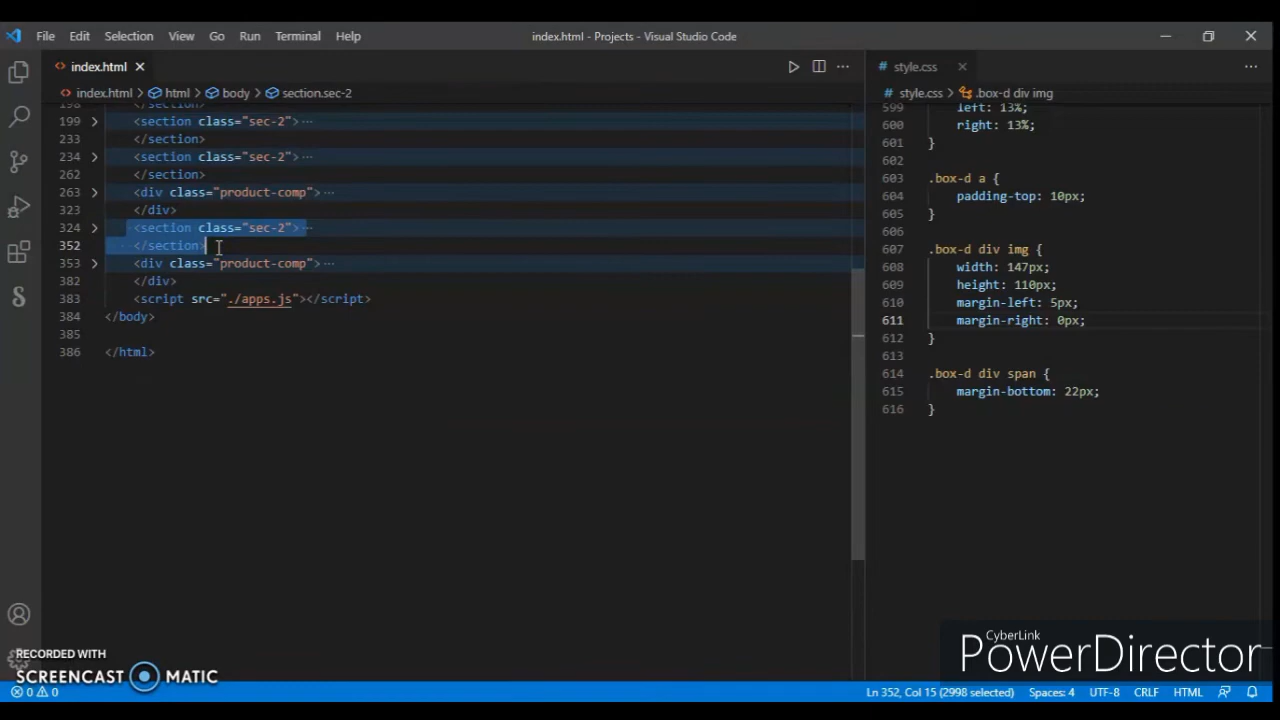 File Edit Selection View Go Run Terminal Help index.html - Projects - Visual Studio Code
index.html
style.css
index.html > html > body > section.sec-2
style.css > .box-d div img
198 </section>
199 <section class="sec-2">
233 </section>
234 <section class="sec-2">
262 </section>
263 <div class="product-comp">
323 </div>
324 <section class="sec-2">
352 </section>
353 <div class="product-comp">
382 </div>
383 <script src="./apps.js"></script>
384 </body>
385
386 </html>
599 left: 13%;
600 right: 13%;
601 }
602
603 .box-d a {
604 padding-top: 10px;
605 }
606
607 .box-d div img {
608 width: 147px;
609 height: 110px;
610 margin-left: 5px;
611 margin-right: 0px;
612 }
613
614 .box-d div span {
615 margin-bottom: 22px;
616 }
RECORDED WITH
SCREENCAST MATIC
CyberLink
PowerDirector
0 0 Ln 352, Col 15 (2998 selected) Spaces: 4 UTF-8 CRLF HTML